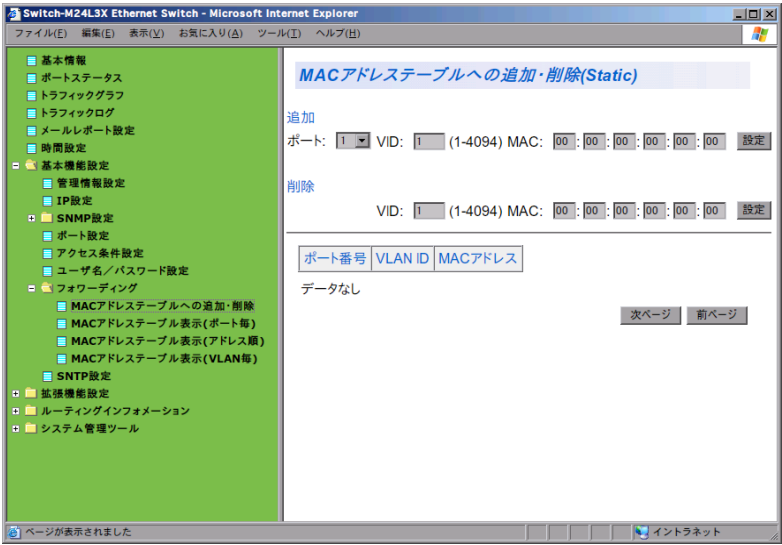 Switch-M24L3X Ethernet Switch - Microsoft Internet Explorer
ファイル(F) 編集(E) 表示(V) お気に入り(A) ツール(T) ヘルプ(H)
基本情報
ポートステータス
トラフィックグラフ
トラフィックログ
メールレポート設定
時間設定
基本機能設定
管理情報設定
IP設定
SNMP設定
ポート設定
アクセス条件設定
ユーザ名／パスワード設定
フォワーディング
MACアドレステーブルへの追加・削除
MACアドレステーブル表示(ポート毎)
MACアドレステーブル表示(アドレス順)
MACアドレステーブル表示(VLAN毎)
SNTP設定
拡張機能設定
ルーティングインフォメーション
システム管理ツール
MACアドレステーブルへの追加・削除(Static)
追加
ポート: 1 VID: 1 (1-4094) MAC: 00 : 00 : 00 : 00 : 00 : 00 設定
削除
VID: 1 (1-4094) MAC: 00 : 00 : 00 : 00 : 00 : 00 設定
ポート番号 VLAN ID MACアドレス
データなし
次ページ 前ページ
ページが表示されました イントラネット